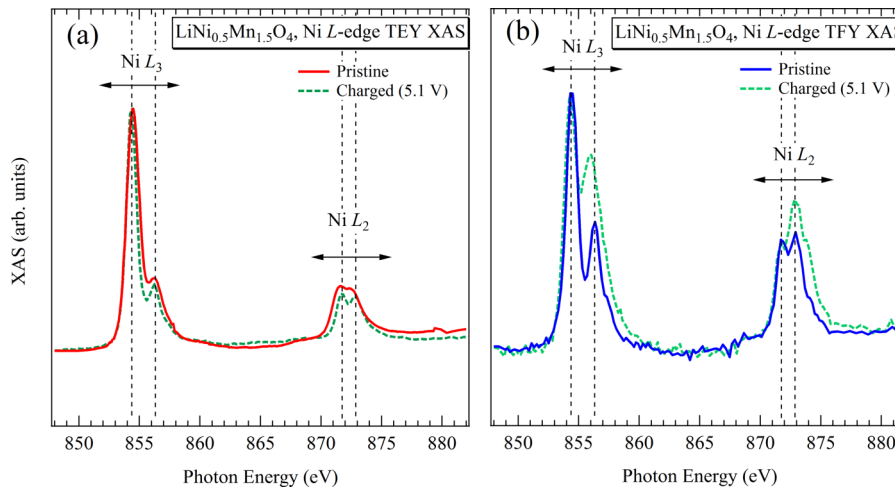 (a)
LiNi0.5Mn1.5O4, Ni L-edge TEY XAS
Ni L3
Pristine
Charged (5.1 V)
Ni L2
XAS (arb. units)
850 855 860 865 870 875 880
Photon Energy (eV)
(b)
LiNi0.5Mn1.5O4, Ni L-edge TFY XAS
Ni L3
Pristine
Charged (5.1 V)
Ni L2
850 855 860 865 870 875 880
Photon Energy (eV)